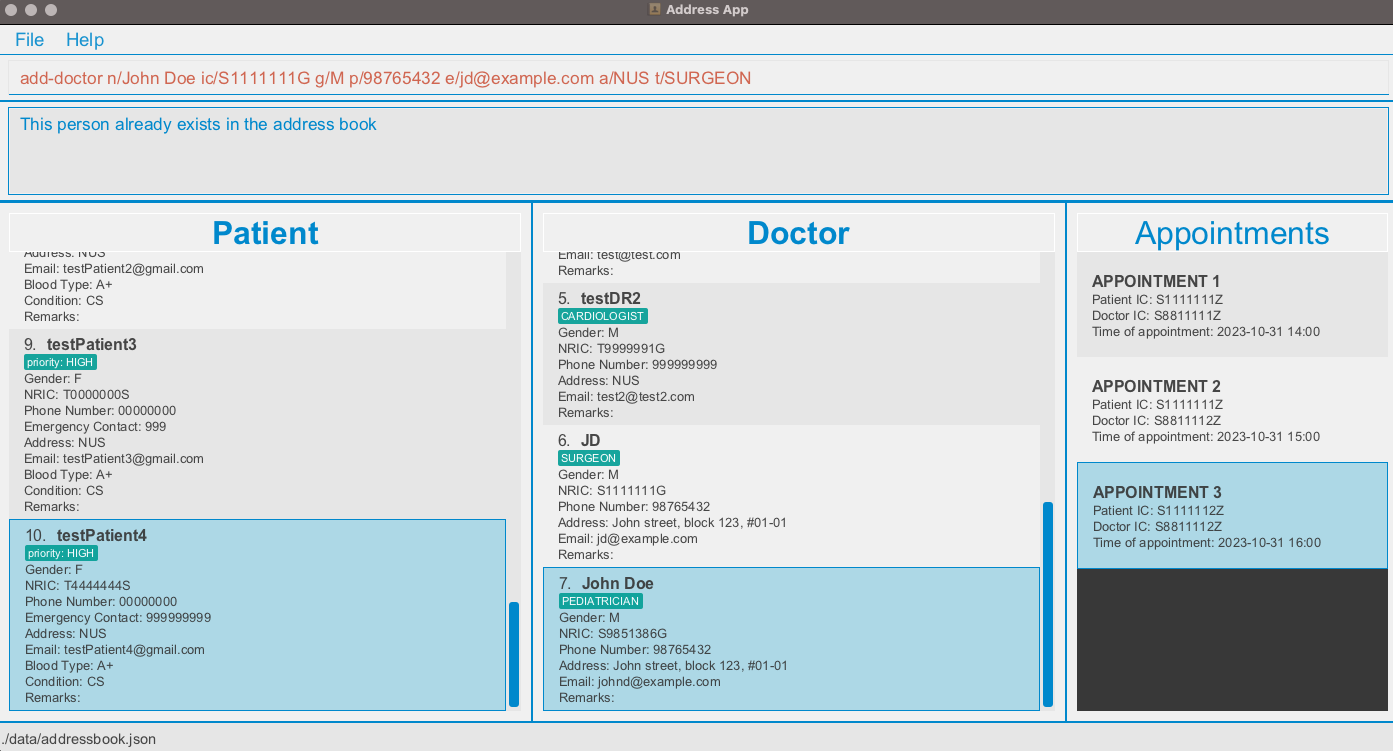 Address App
File Help
add-doctor n/John Doe ic/S1111111G g/M p/98765432 e/jd@example.com a/NUS t/SURGEON
This person already exists in the address book
Patient
Address: NUS
Email: testPatient2@gmail.com
Blood Type: A+
Condition: CS
Remarks:
9. testPatient3
priority: HIGH
Gender: F
NRIC: T0000000S
Phone Number: 00000000
Emergency Contact: 999
Address: NUS
Email: testPatient3@gmail.com
Blood Type: A+
Condition: CS
Remarks:
10. testPatient4
priority: HIGH
Gender: F
NRIC: T4444444S
Phone Number: 00000000
Emergency Contact: 999999999
Address: NUS
Email: testPatient4@gmail.com
Blood Type: A+
Condition: CS
Remarks:
Doctor
Email: test@test.com
Remarks:
5. testDR2
CARDIOLOGIST
Gender: M
NRIC: T9999991G
Phone Number: 999999999
Address: NUS
Email: test2@test2.com
Remarks:
6. JD
SURGEON
Gender: M
NRIC: S1111111G
Phone Number: 98765432
Address: John street, block 123, #01-01
Email: jd@example.com
Remarks:
7. John Doe
PEDIATRICIAN
Gender: M
NRIC: S9851386G
Phone Number: 98765432
Address: John street, block 123, #01-01
Email: johnd@example.com
Remarks:
Appointments
APPOINTMENT 1
Patient IC: S1111111Z
Doctor IC: S8811111Z
Time of appointment: 2023-10-31 14:00
APPOINTMENT 2
Patient IC: S1111111Z
Doctor IC: S8811112Z
Time of appointment: 2023-10-31 15:00
APPOINTMENT 3
Patient IC: S1111112Z
Doctor IC: S8811112Z
Time of appointment: 2023-10-31 16:00
./data/addressbook.json